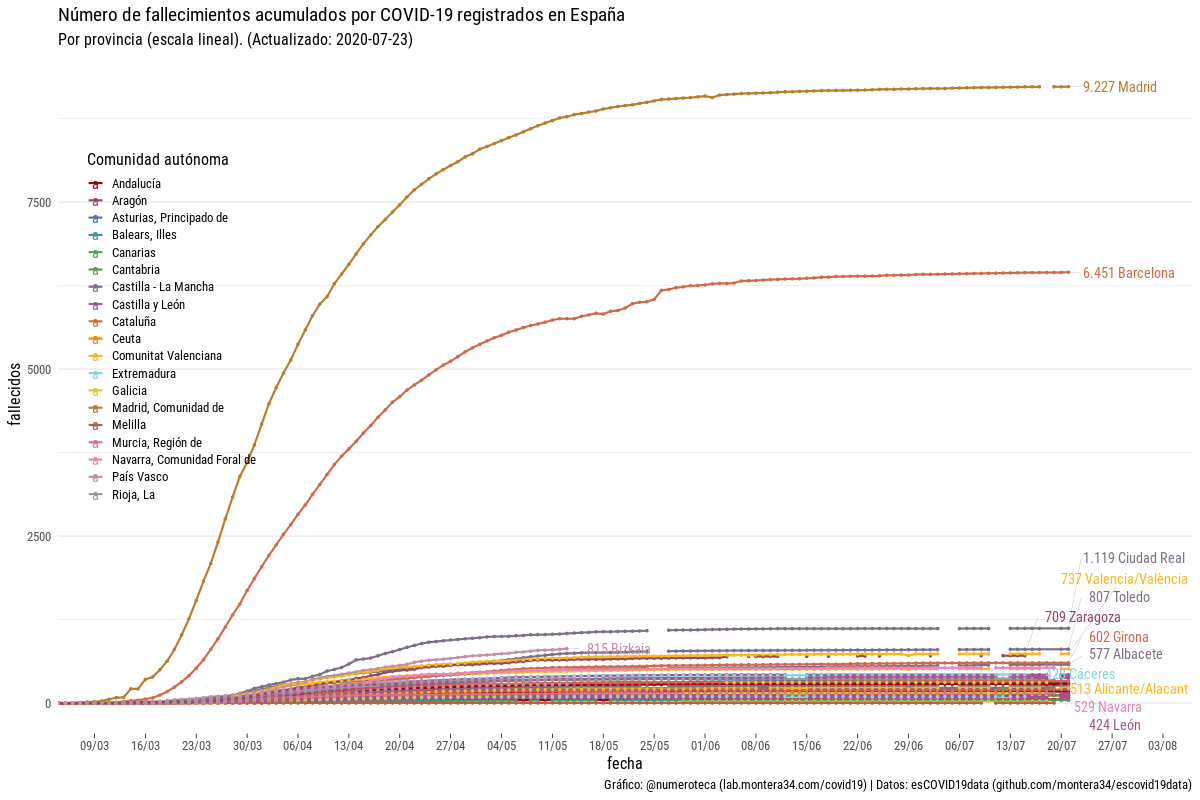 Número de fallecimientos acumulados por COVID-19 registrados en España
Por provincia (escala lineal). (Actualizado: 2020-07-23)
9.227 Madrid
Comunidad autónoma
Andalucía
Aragón
Asturias, Principado de
Balears, Illes
Canarias
Cantabria
Castilla - La Mancha
Castilla y León
Cataluña
Ceuta
Comunitat Valenciana
Extremadura
Galicia
Madrid, Comunidad de
Melilla
Murcia, Región de
Navarra, Comunidad Foral de
País Vasco
Rioja, La
7500
6.451 Barcelona
5000
fallecidos
2500
1.119 Ciudad Real
737 Valencia/València
807 Toledo
709 Zaragoza
602 Girona
815 Bizkaia
577 Albacete
Cáceres
513 Alicante/Alacant
0
529 Navarra
424 León
09/03 16/03 23/03 30/03 06/04 13/04 20/04 27/04 04/05 11/05 18/05 25/05 01/06 08/06 15/06 22/06 29/06 06/07 13/07 20/07 27/07 03/08
fecha
Gráfico: @numeroteca (lab.montera34.com/covid19) | Datos: esCOVID19data (github.com/montera34/escovid19data)